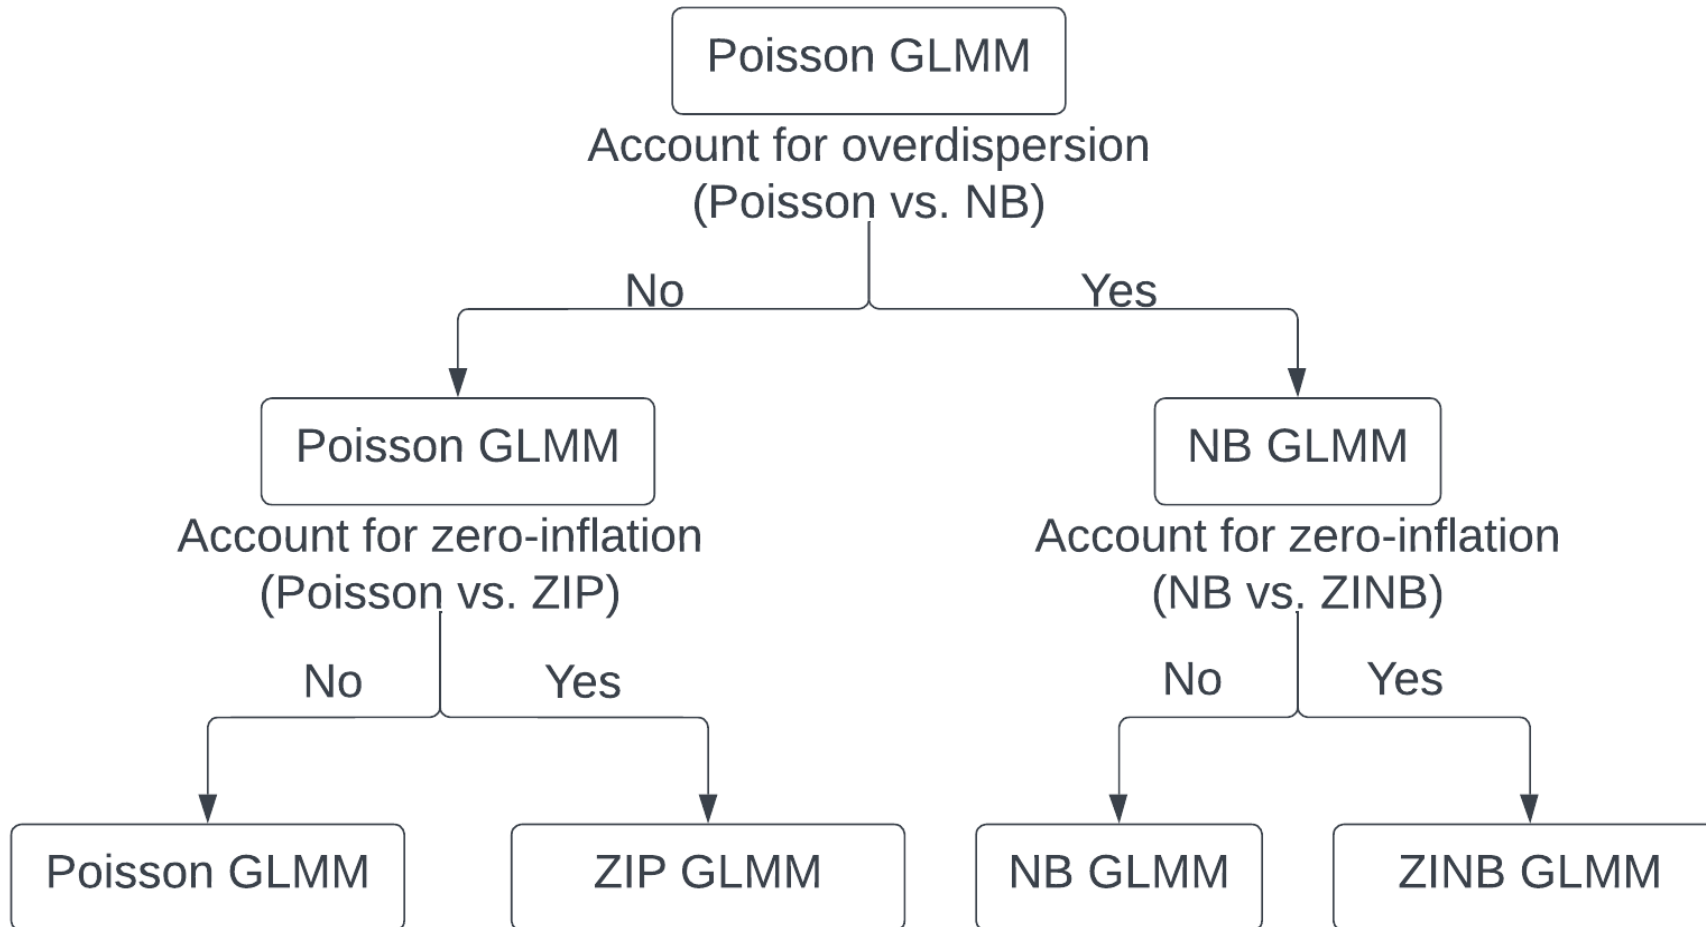 Poisson GLMM
Account for overdispersion
(Poisson vs. NB)
No
Yes
Poisson GLMM
NB GLMM
Account for zero-inflation
(Poisson vs. ZIP)
Account for zero-inflation
(NB vs. ZINB)
No
Yes
No
Yes
Poisson GLMM
ZIP GLMM
NB GLMM
ZINB GLMM